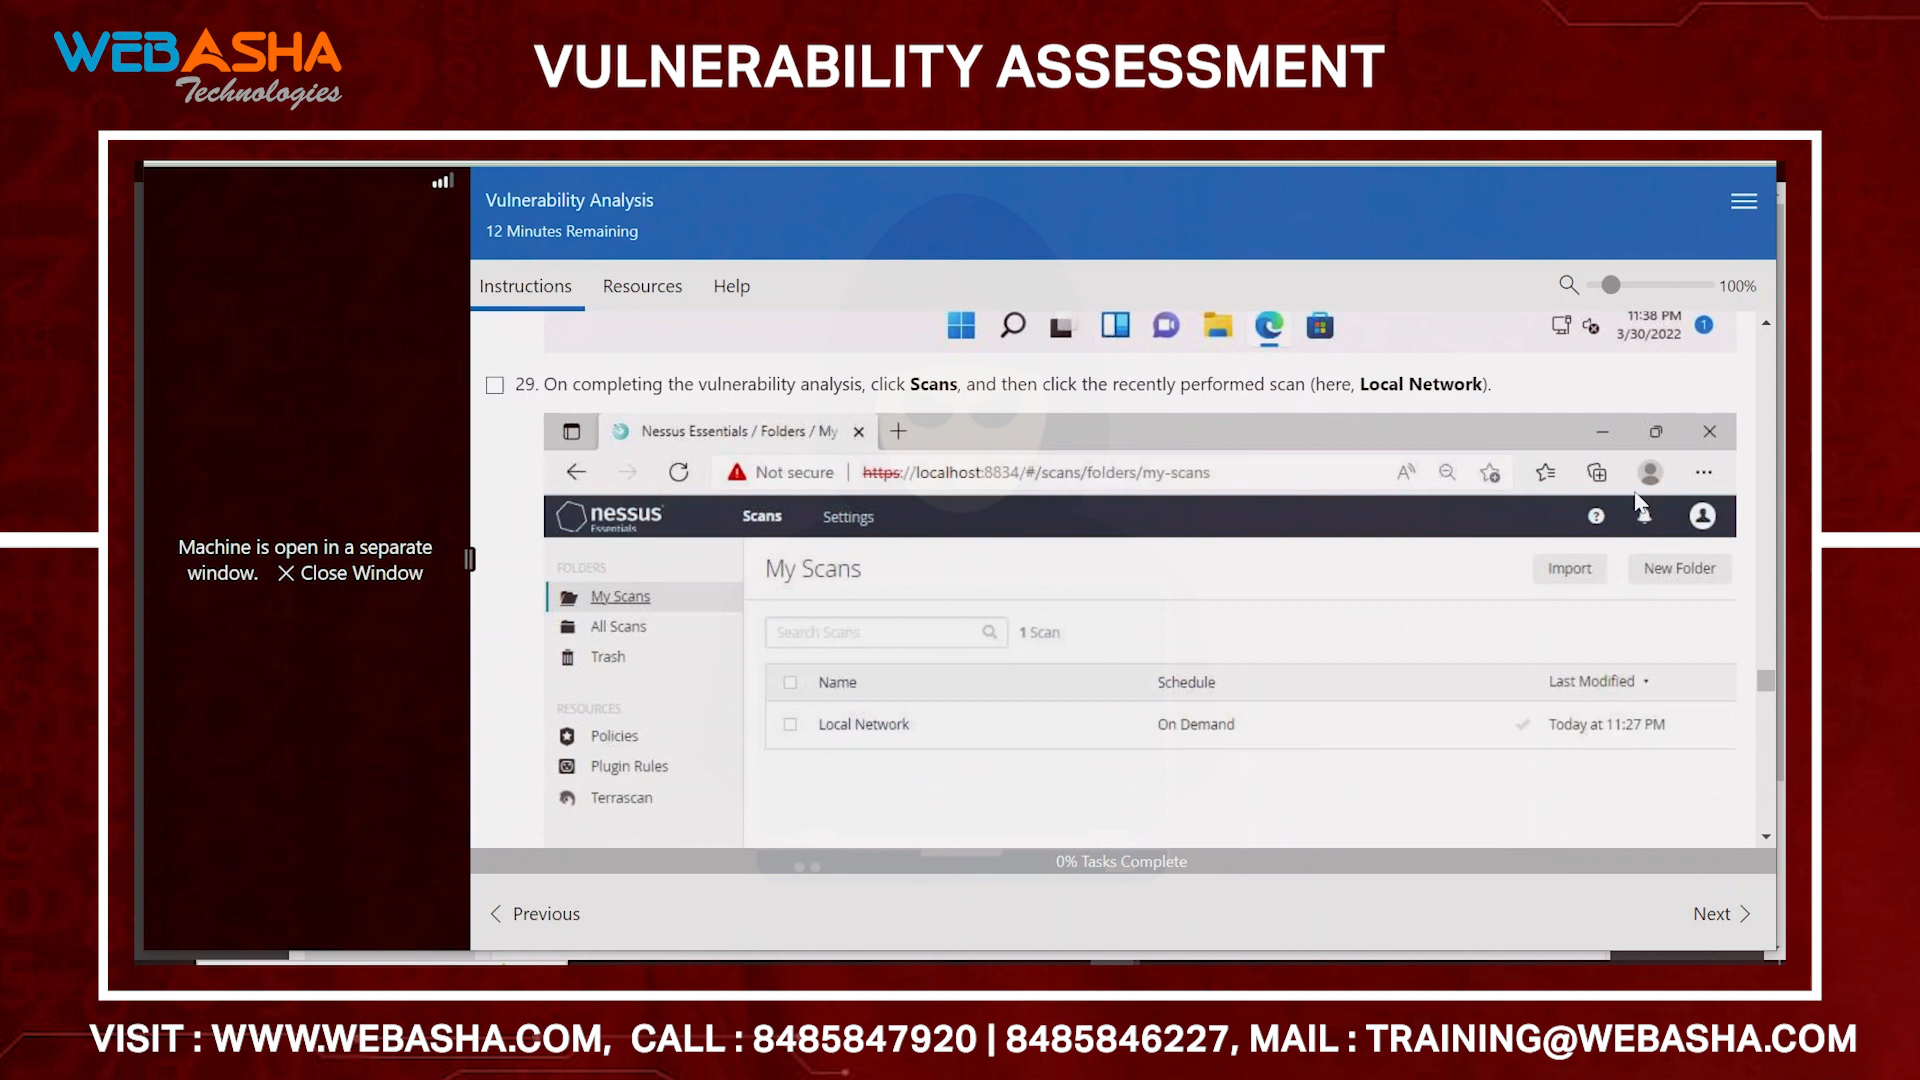 WEBASHA
Technologies
VULNERABILITY ASSESSMENT
Vulnerability Analysis
12 Minutes Remaining
Instructions Resources Help
100%
11:38 PM
3/30/2022
1
29. On completing the vulnerability analysis, click Scans, and then click the recently performed scan (here, Local Network).
Nessus Essentials / Folders / My
Not secure | https://localhost:8834/#/scans/folders/my-scans
nessus
Essentials
Scans Settings
Machine is open in a separate
window. Close Window
FOLDERS
My Scans
All Scans
Trash
RESOURCES
Policies
Plugin Rules
Terrascan
My Scans
Import New Folder
Search Scans
1 Scan
Name Schedule Last Modified
Local Network On Demand Today at 11:27 PM
0% Tasks Complete
Previous Next
VISIT : WWW.WEBASHA.COM, CALL : 8485847920 | 8485846227, MAIL : TRAINING@WEBASHA.COM